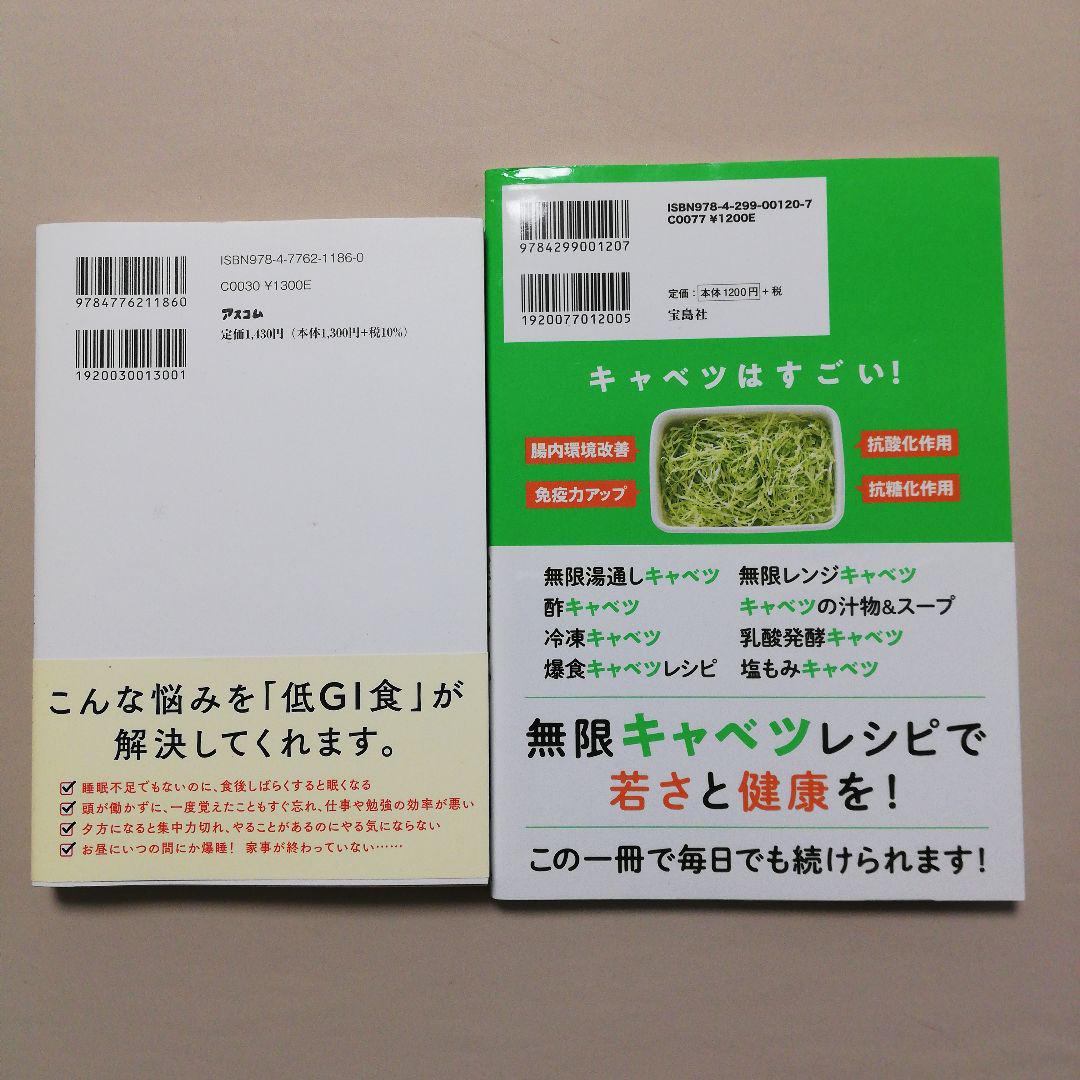 9784776211860
ISBN978-4-7762-1186-0
C0030 ¥1300E
アスコム
定価1,430円（本体1,300円+税10%）
1920030013001
こんな悩みを「低GI食」が
解決してくれます。
睡眠不足でもないのに、食後しばらくすると眠くなる
頭が働かずに、一度覚えたこともすぐ忘れ、仕事や勉強の効率が悪い
夕方になると集中力切れ、やることがあるのにやる気にならない
お昼にいつの間にか爆睡！ 家事が終わっていない……
9784299001207
ISBN978-4-299-00120-7
C0077 ¥1200E
1920077012005
定価：本体1200円+税
宝島社
キャベツはすごい！
腸内環境改善
免疫力アップ
抗酸化作用
抗糖化作用
無限湯通しキャベツ
無限レンジキャベツ
酢キャベツ
キャベツの汁物&スープ
冷凍キャベツ
乳酸発酵キャベツ
爆食キャベツレシピ
塩もみキャベツ
無限キャベツレシピで
若さと健康を！
この一冊で毎日でも続けられます！